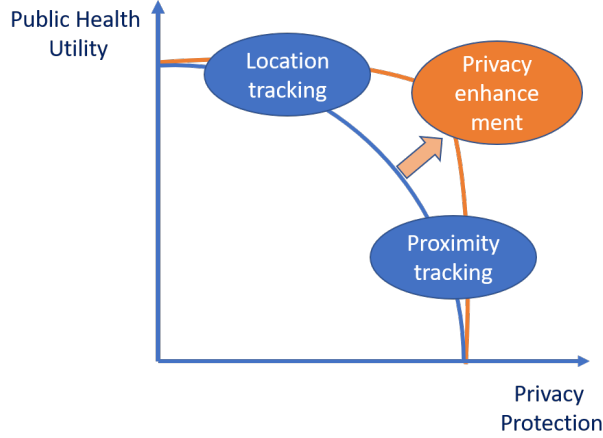 Public Health
Utility
Location
tracking
Privacy
enhance
ment
Proximity
tracking
Privacy
Protection